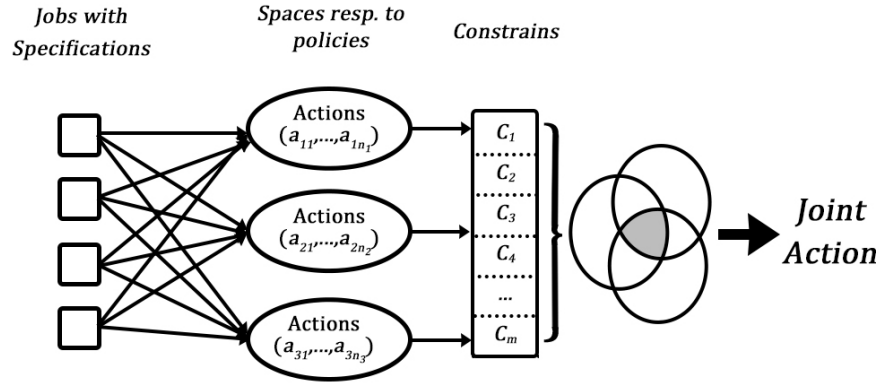 Jobs with
Specifications
Spaces resp. to
policies
Constrains
Actions
(a₁₁,...,a₁ₙ₁)
Actions
(a₂₁,...,a₂ₙ₂)
Actions
(a₃₁,...,a₃ₙ₃)
C₁
C₂
C₃
C₄
...
Cₘ
Joint
Action